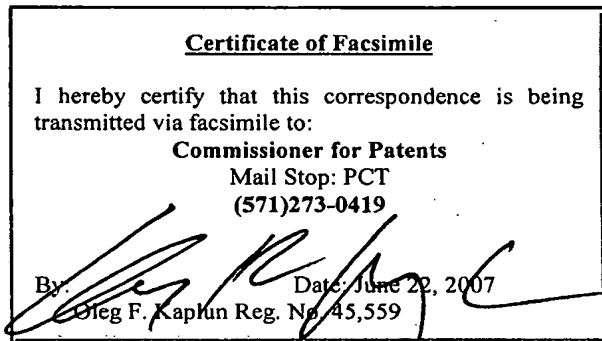 Certificate of Facsimile
I hereby certify that this correspondence is being
transmitted via facsimile to:
Commissioner for Patents
Mail Stop: PCT
(571)273-0419
By: Date: June 22, 2007
Oleg F. Kaplun Reg. No. 45,559